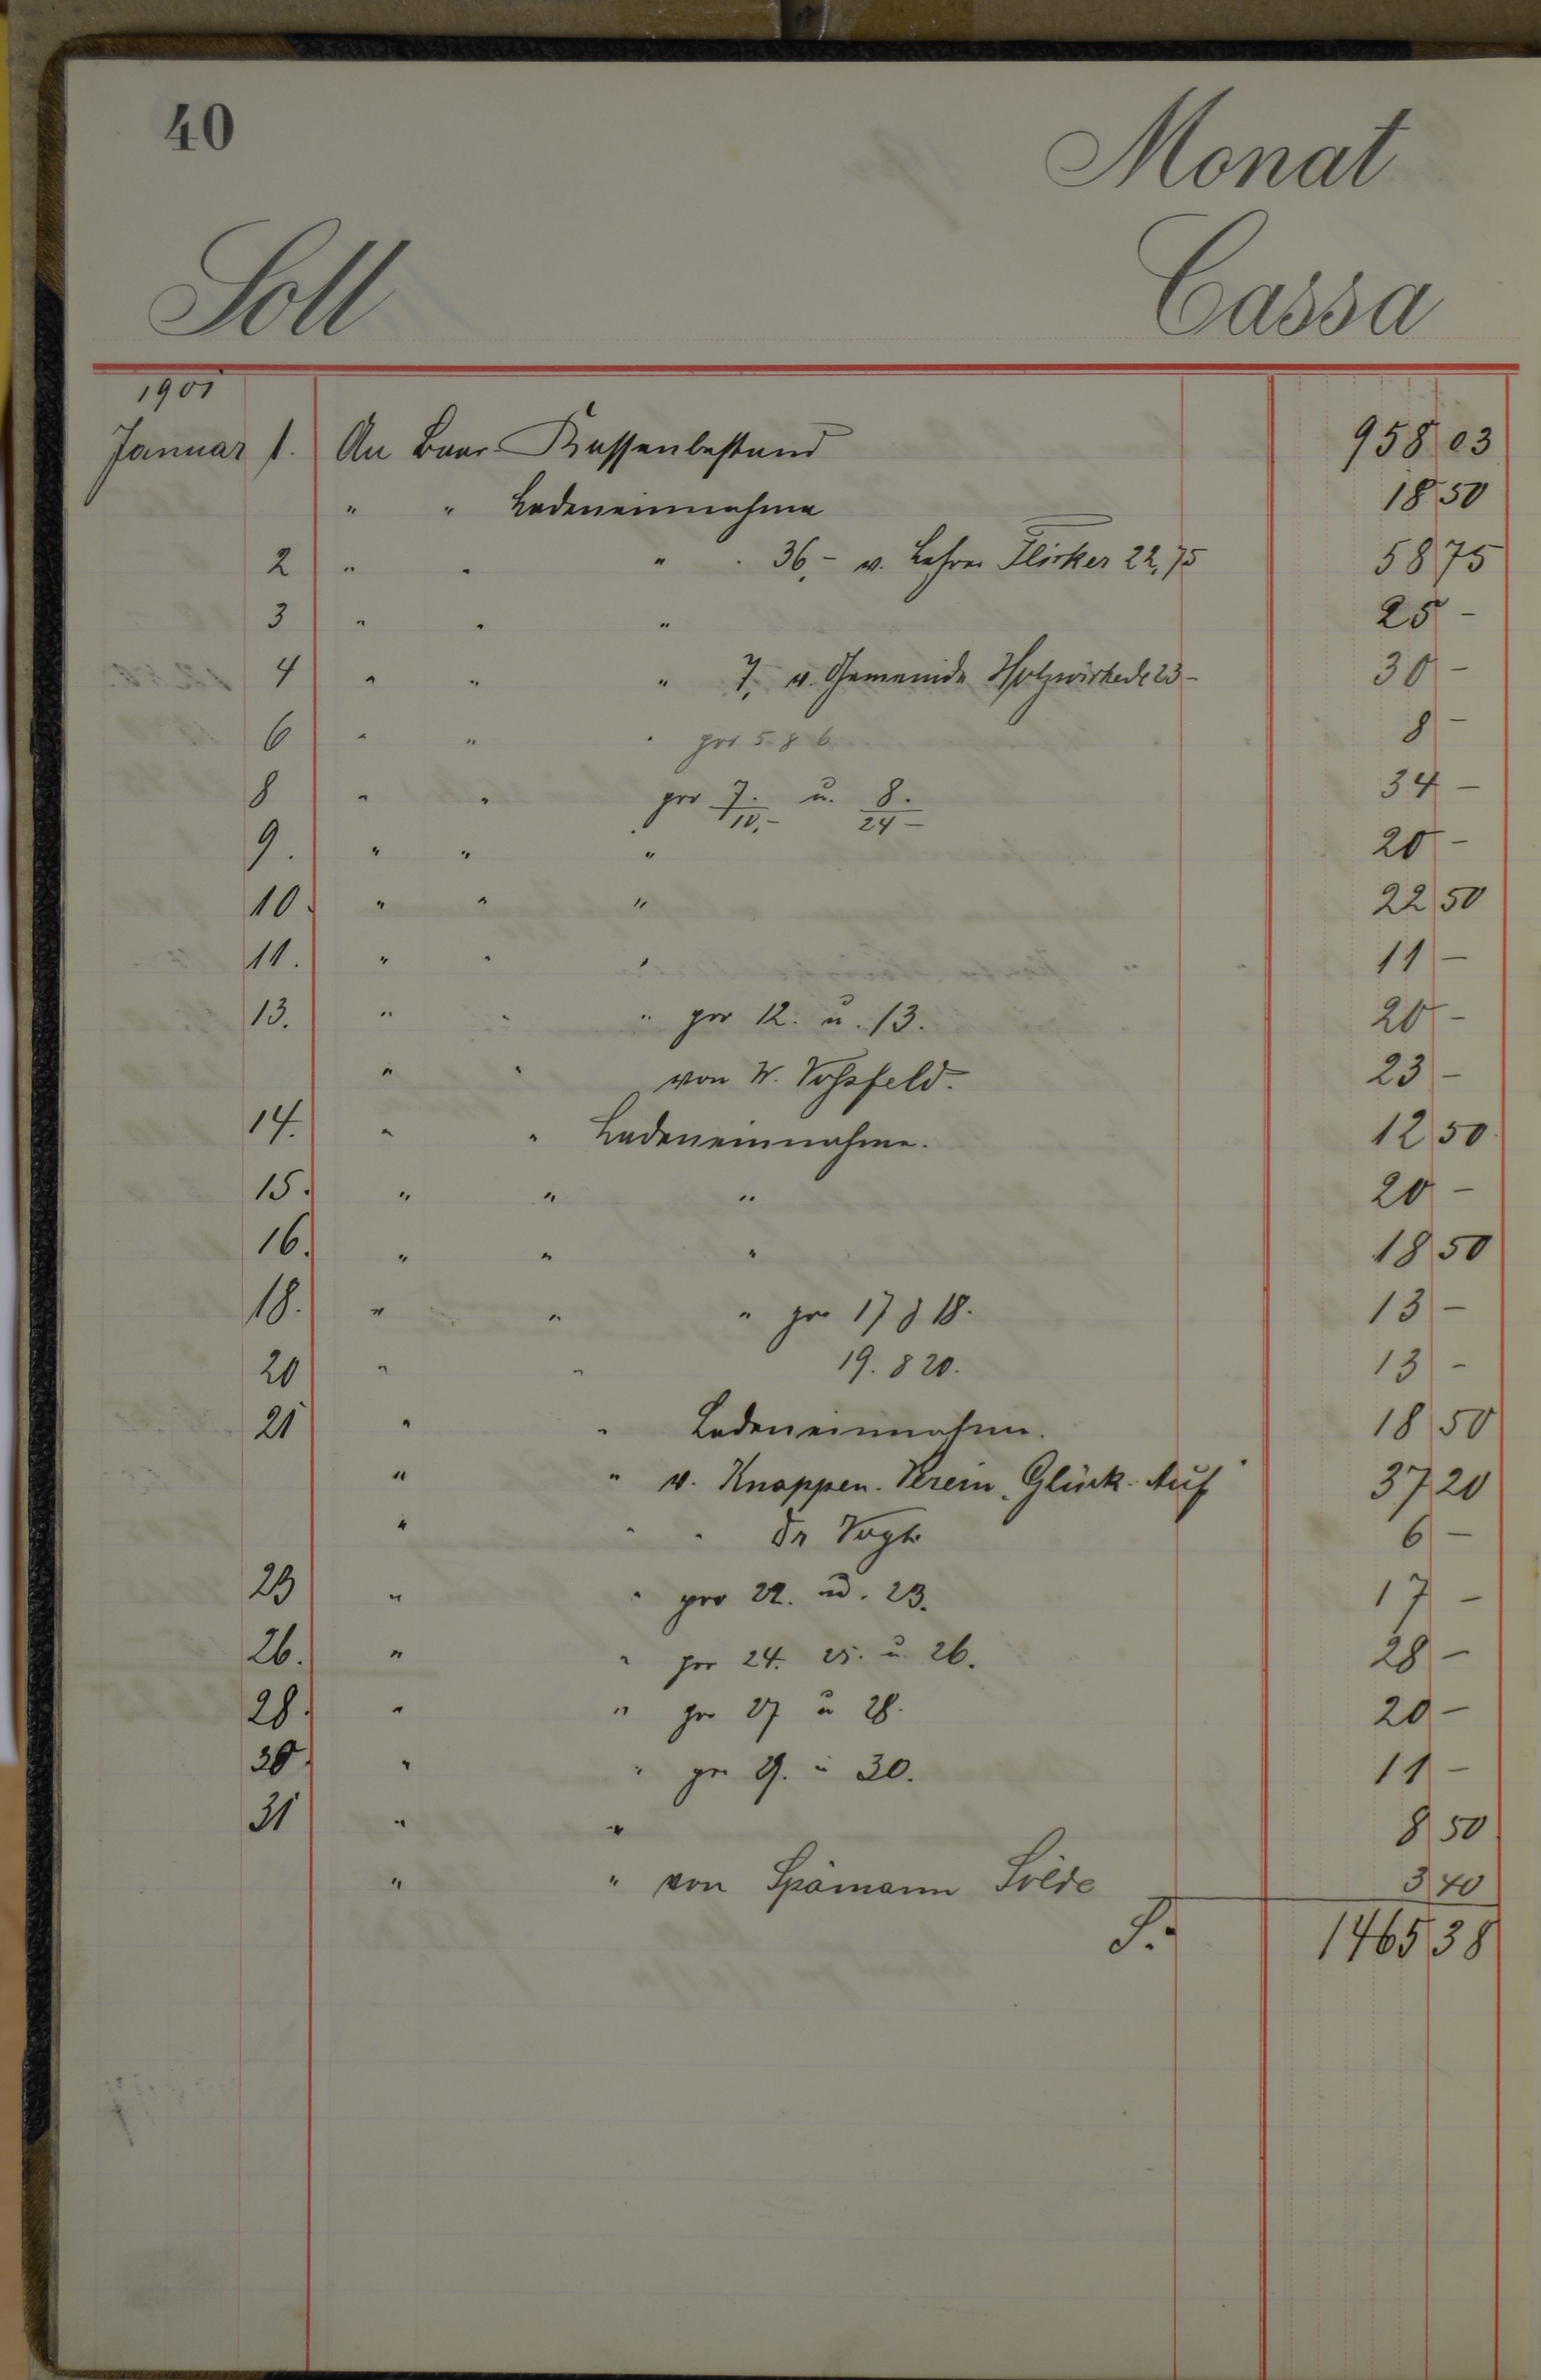 40
Monat
Soll
Cassa
1901
Januar 1. An Baar-Kassenbestand 958 03
" " Ladeneinnahme 18 50
2 " " " 36,- v. Lehrer Flicker 22,75 58 75
3 " " " 25 -
4 " " " 7,- v. Gemeinde Holzwickede 23- 30 -
6 " " " pro 5. & 6. 8 -
8 " " pro 7. u. 8. 34 -
10,- 24 -
9. " " " 20 -
10. " " " 22 50
11. " " " 11 -
13. " " " pro 12. u. 13. 20 -
" " von W. Vohsfeld. 23 -
14. " " Ladeneinnahme. 12 50
15. " " " 20 -
16. " " " 18 50
18. " " " pro 17 & 18. 13 -
20 " " 19. & 20. 13 -
21 " " Ladeneinnahme. 18 50
" " v. Knappen-Verein „Glück-Auf" 37 20
" " " Dr Vogt 6 -
23 " " pro 22. u. 23. 17 -
26. " " pro 24. 25. u. 26. 28 -
28. " " pro 27 u 28. 20 -
30. " " pro 29. u 30. 11 -
31 " " 8 50
" " von Spämann Sölde 3 40
S. 1465 38